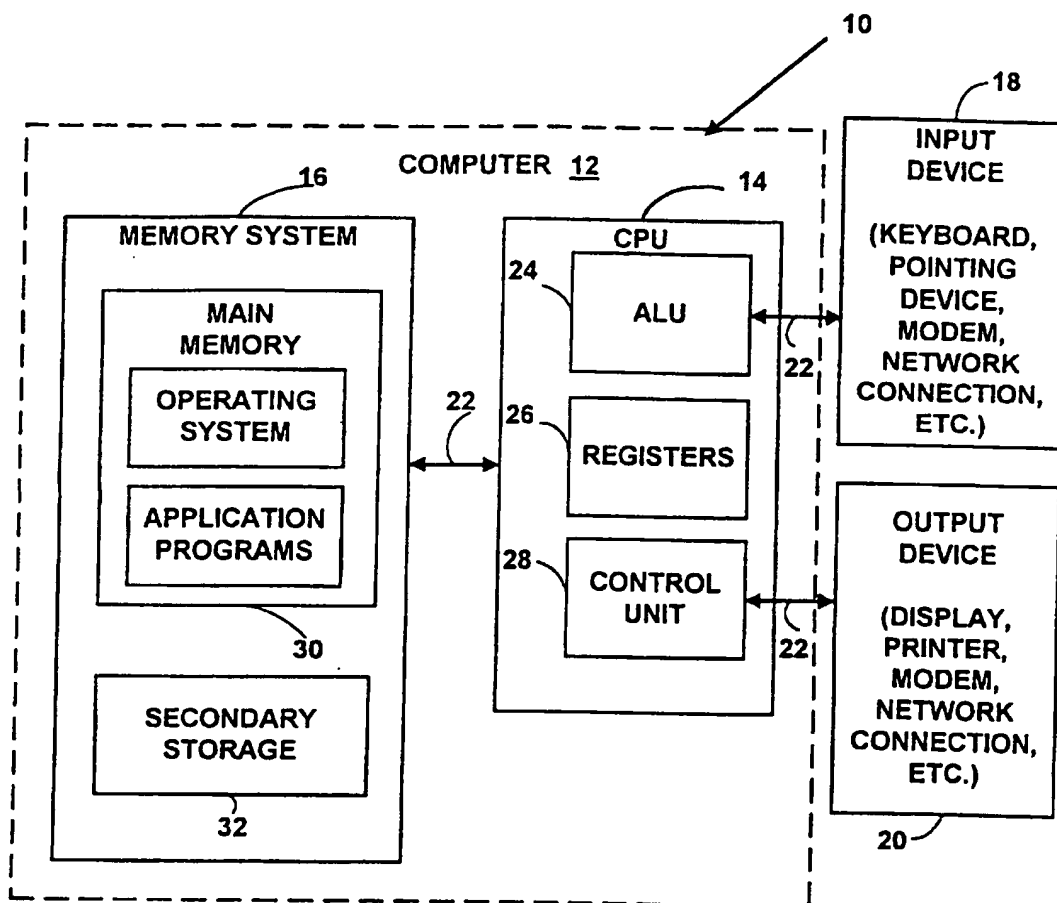 10
COMPUTER 12
16
MEMORY SYSTEM
MAIN
MEMORY
OPERATING
SYSTEM
APPLICATION
PROGRAMS
30
SECONDARY
STORAGE
32
22
14
CPU
24
ALU
26
REGISTERS
28
CONTROL
UNIT
22
22
18
INPUT
DEVICE
(KEYBOARD,
POINTING
DEVICE,
MODEM,
NETWORK
CONNECTION,
ETC.)
OUTPUT
DEVICE
(DISPLAY,
PRINTER,
MODEM,
NETWORK
CONNECTION,
ETC.)
20